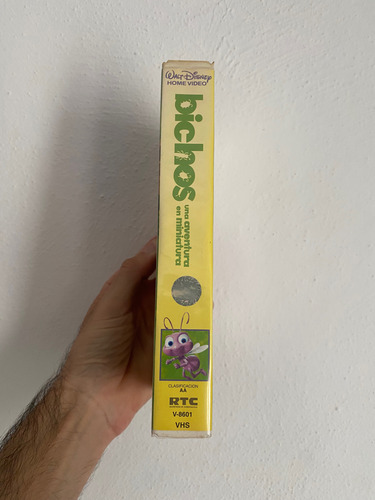 Walt Disney
HOME VIDEO
bichos
una aventura
en miniatura
CLASIFICACION
AA
RTC
V-8601
VHS